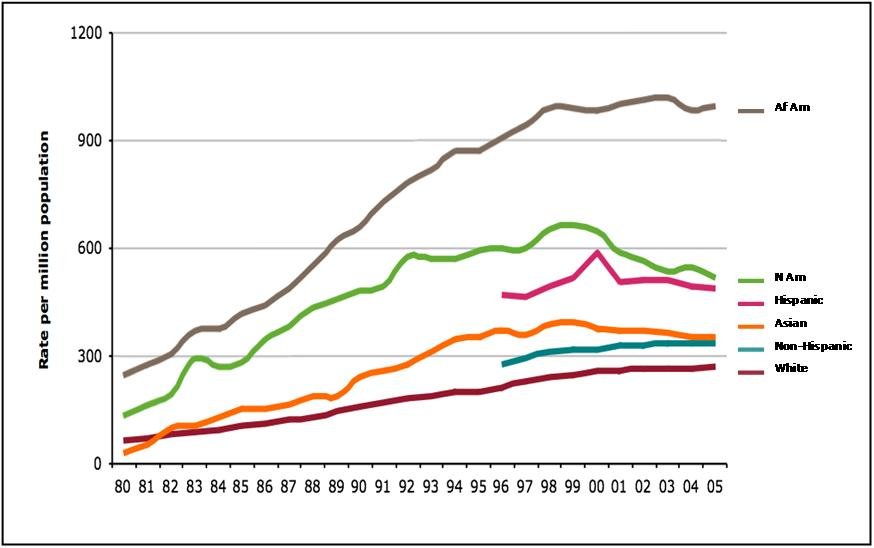 1200
900
600
300
0
Rate per million population
80 81 82 83 84 85 86 87 88 89 90 91 92 93 94 95 96 97 98 99 00 01 02 03 04 05
Af Am
N Am
Hispanic
Asian
Non-Hispanic
White